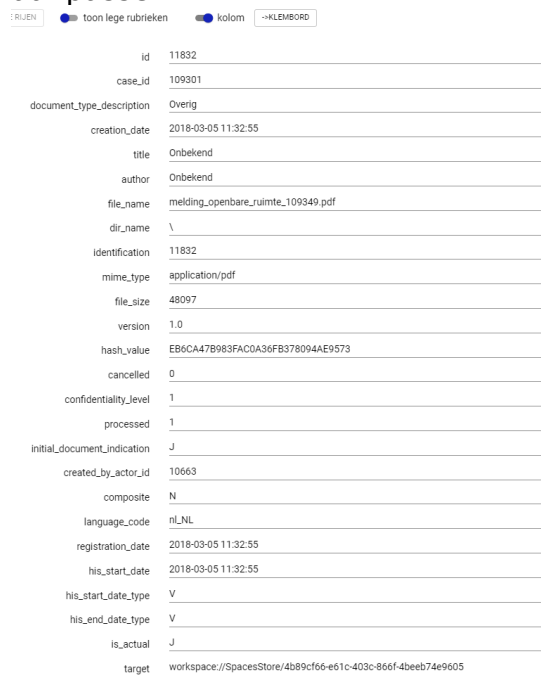 RIJEN toon lege rubrieken kolom ->KLEMBORD
id 11832
case_id 109301
document_type_description Overig
creation_date 2018-03-05 11:32:55
title Onbekend
author Onbekend
file_name melding_openbare_ruimte_109349.pdf
dir_name \
identification 11832
mime_type application/pdf
file_size 48097
version 1.0
hash_value EB6CA47B983FAC0A36FB378094AE9573
cancelled 0
confidentiality_level 1
processed 1
initial_document_indication J
created_by_actor_id 10663
composite N
language_code nl_NL
registration_date 2018-03-05 11:32:55
his_start_date 2018-03-05 11:32:55
his_start_date_type V
his_end_date_type V
is_actual J
target workspace://SpacesStore/4b89cf66-e61c-403c-866f-4beeb74e9605